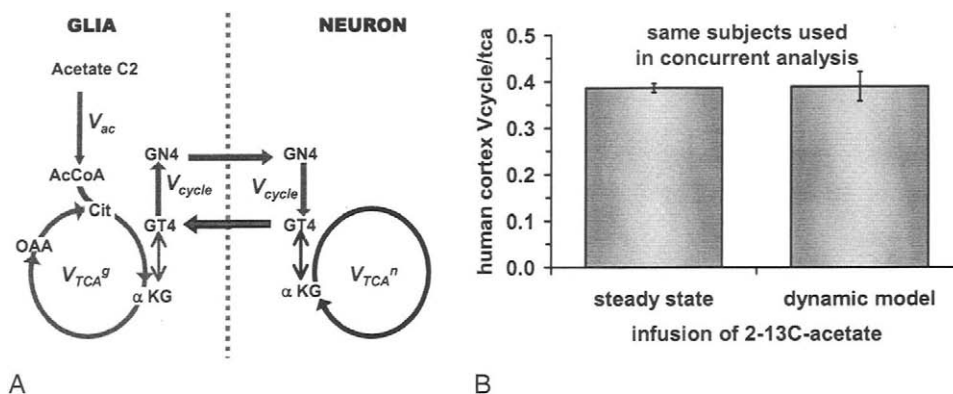 GLIA
NEURON
Acetate C2
Vac
AcCoA
Cit
OAA
VTCAg
α KG
GN4
Vcycle
GT4
GN4
Vcycle
GT4
α KG
VTCAn
A
human cortex Vcycle/tca
0.5
0.4
0.3
0.2
0.1
0.0
same subjects used
in concurrent analysis
steady state
dynamic model
infusion of 2-13C-acetate
B